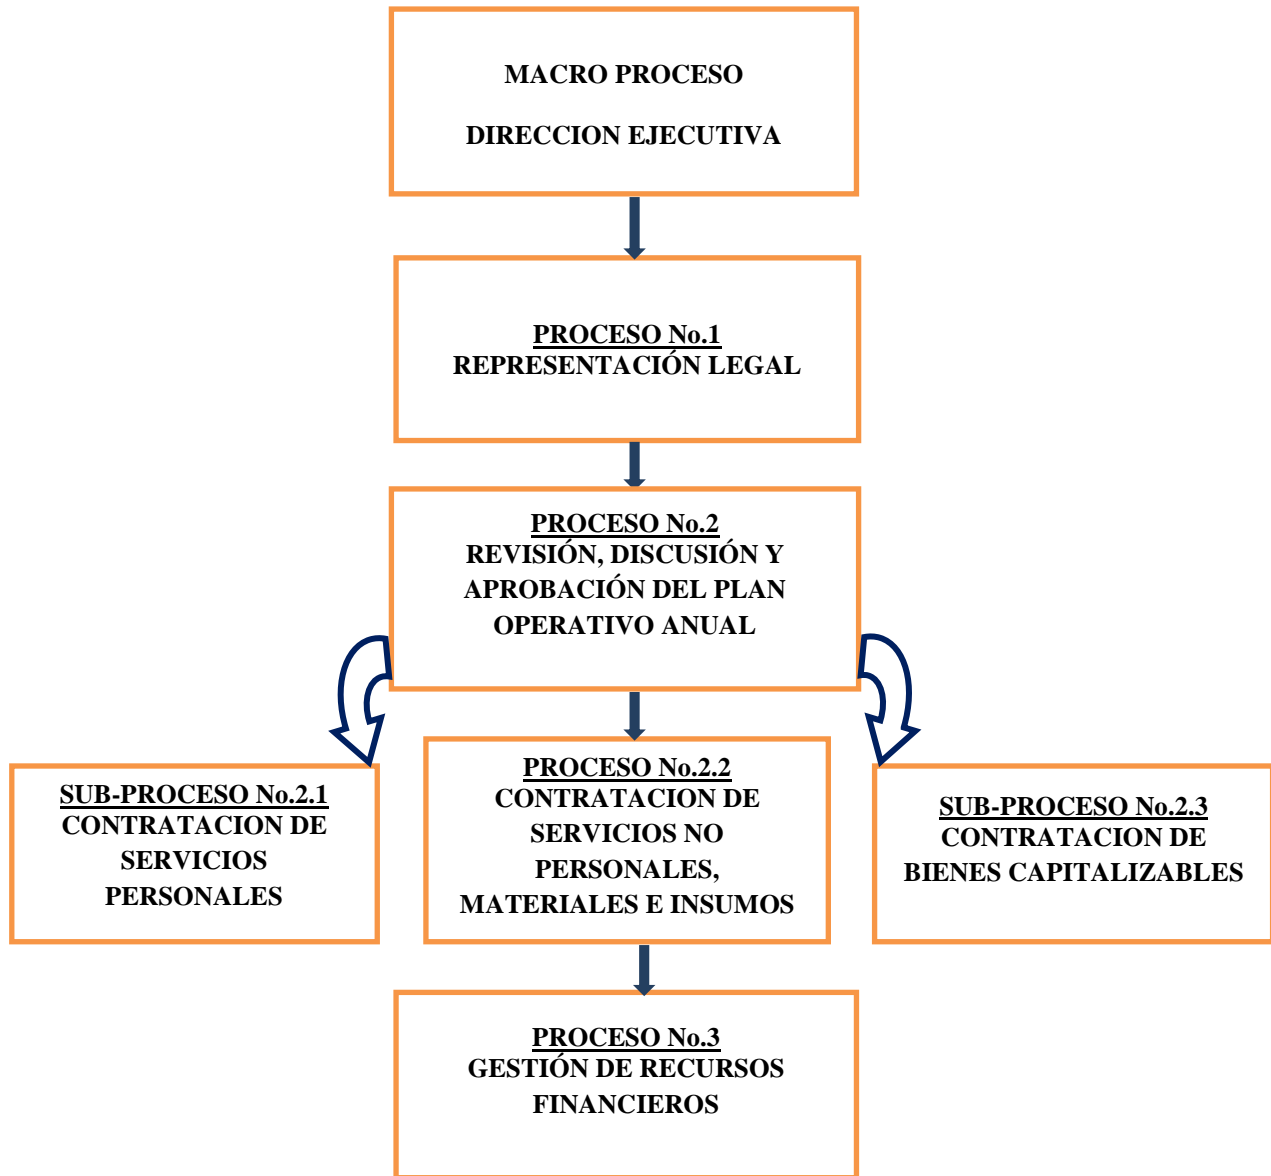 MACRO PROCESO
DIRECCION EJECUTIVA
PROCESO No.1
REPRESENTACIÓN LEGAL
PROCESO No.2
REVISIÓN, DISCUSIÓN Y
APROBACIÓN DEL PLAN
OPERATIVO ANUAL
SUB-PROCESO No.2.1
CONTRATACION DE
SERVICIOS
PERSONALES
PROCESO No.2.2
CONTRATACION DE
SERVICIOS NO
PERSONALES,
MATERIALES E INSUMOS
SUB-PROCESO No.2.3
CONTRATACION DE
BIENES CAPITALIZABLES
PROCESO No.3
GESTIÓN DE RECURSOS
FINANCIEROS